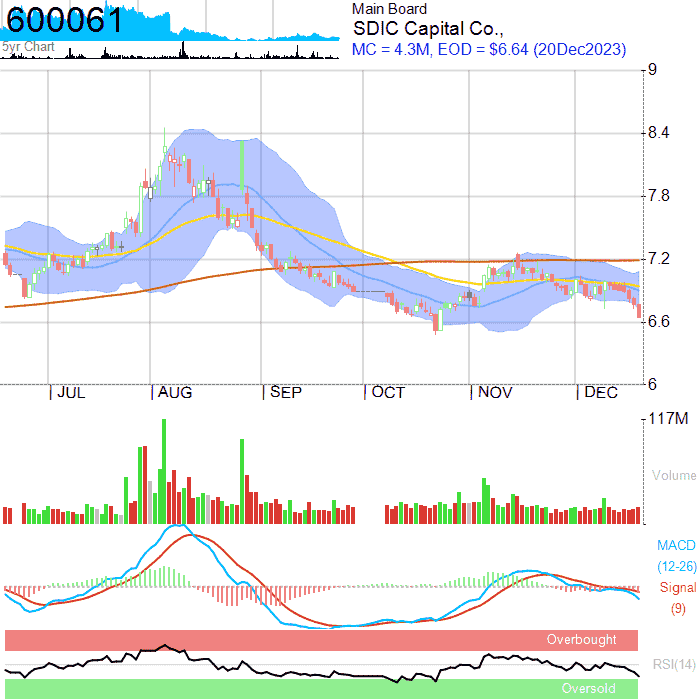 600061
5yr Chart
Main Board
SDIC Capital Co.,
MC = 4.3M, EOD = $6.64 (20Dec2023)
9
8.4
7.8
7.2
6.6
6
JUL
AUG
SEP
OCT
NOV
DEC
117M
Volume
MACD
(12-26)
Signal
(9)
Overbought
RSI(14)
Oversold